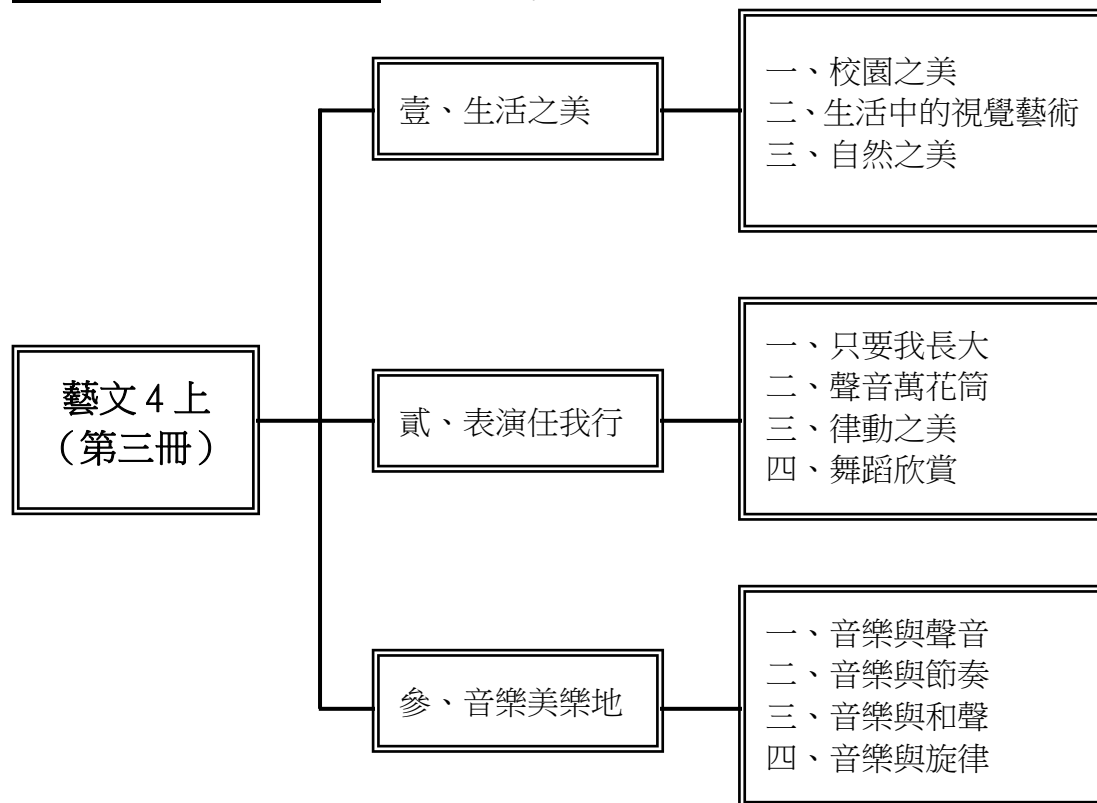 藝文4上
（第三冊）
壹、生活之美
一、校園之美
二、生活中的視覺藝術
三、自然之美
貳、表演任我行
一、只要我長大
二、聲音萬花筒
三、律動之美
四、舞蹈欣賞
參、音樂美樂地
一、音樂與聲音
二、音樂與節奏
三、音樂與和聲
四、音樂與旋律